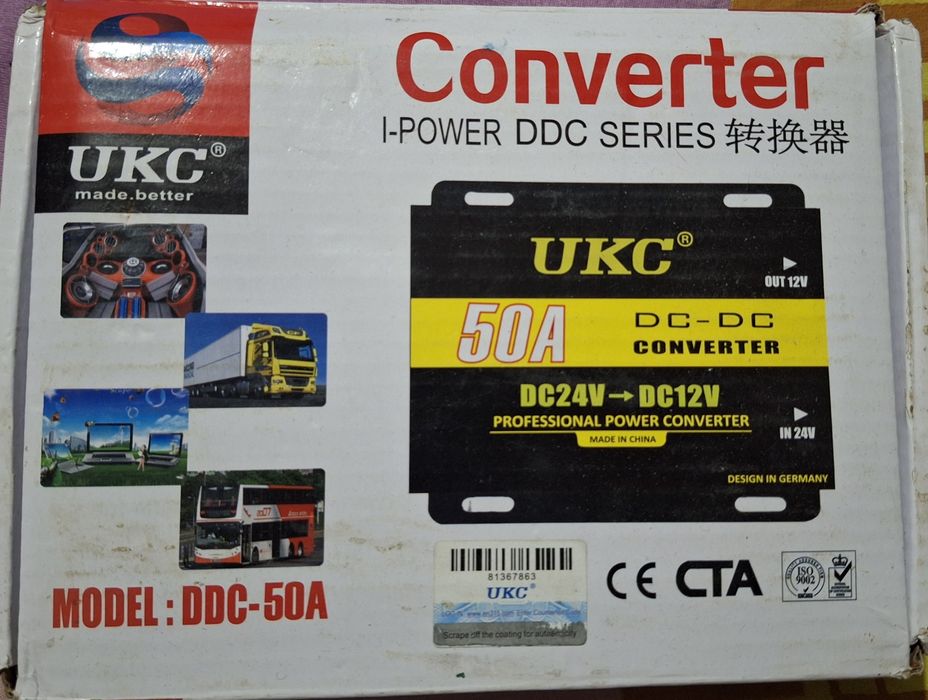 UKC®
made.better
Converter
I-POWER DDC SERIES 转换器
UKC®
OUT 12V
50A
DC-DC
CONVERTER
DC24V→DC12V
PROFESSIONAL POWER CONVERTER
MADE IN CHINA
IN 24V
DESIGN IN GERMANY
MODEL : DDC-50A
81367863
UKC®
Scrape off the coating for authenticity
CE CTA
ISO
9002